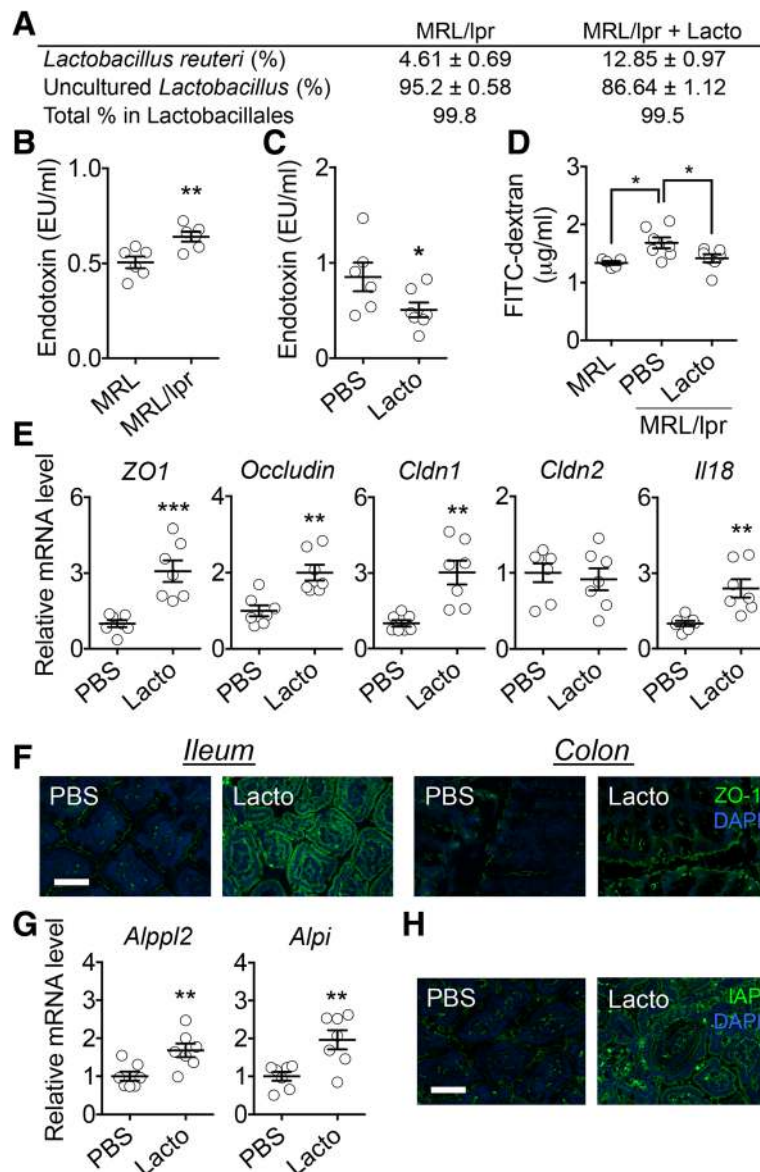 A
MRL/lpr MRL/lpr + Lacto
Lactobacillus reuteri (%) 4.61 ± 0.69 12.85 ± 0.97
Uncultured Lactobacillus (%) 95.2 ± 0.58 86.64 ± 1.12
Total % in Lactobacillales 99.8 99.5
B
Endotoxin (EU/ml)
1.0
0.5
0.0
**
MRL
MRL/lpr
C
Endotoxin (EU/ml)
2
1
0
*
PBS
Lacto
D
FITC-dextran
(μg/ml)
3
2
1
0
* *
MRL
PBS
Lacto
MRL/lpr
E
Relative mRNA level
ZO1
6
3
0
***
PBS
Lacto
Occludin
4
2
0
**
PBS
Lacto
Cldn1
6
3
0
**
PBS
Lacto
Cldn2
2
1
0
PBS
Lacto
Il18
6
3
0
**
PBS
Lacto
F
Ileum Colon
PBS Lacto PBS Lacto ZO-1
DAPI
G
Relative mRNA level
Alppl2
4
3
2
1
0
**
PBS
Lacto
Alpi
4
3
2
1
0
**
PBS
Lacto
H
PBS Lacto IAP
DAPI